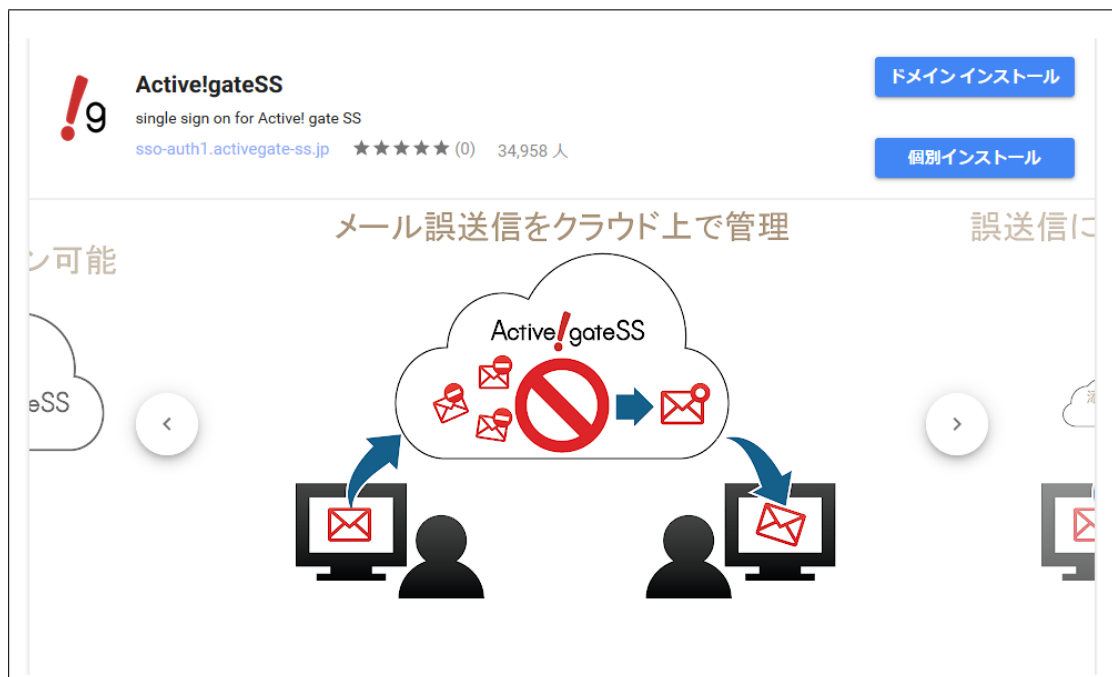 Active!gateSS
single sign on for Active! gate SS
sso-auth1.activegate-ss.jp ★★★★★ (0) 34,958 人
ドメイン インストール
個別インストール
!g
ン可能
メール誤送信をクラウド上で管理
誤送信に
Active!gateSS
eSS